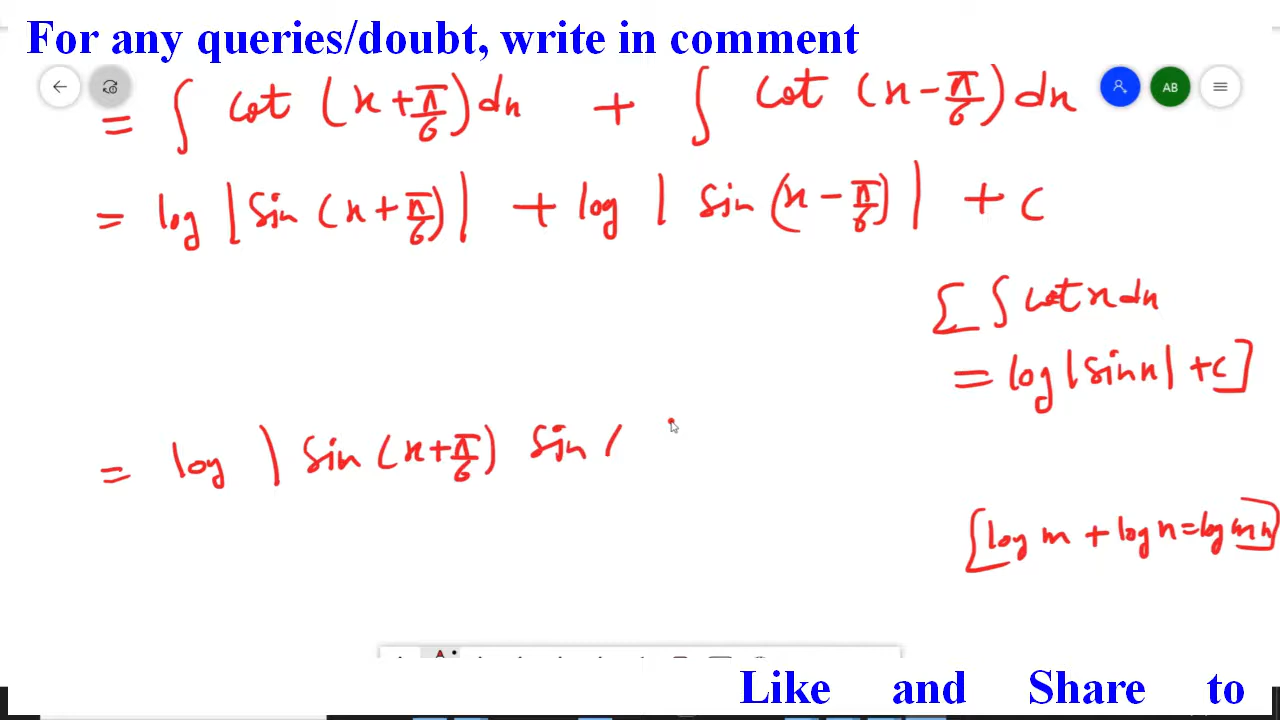 For any queries/doubt, write in comment
AB
= ∫ cot (x + π/6) dx + ∫ cot (x - π/6) dx
= log |sin (x + π/6)| + log | sin (x - π/6) | + c
[ ∫ cot x dx
= log |sin x| + c ]
= log | sin (x + π/6) sin (
[log m + log n = log mn]
Like and Share to